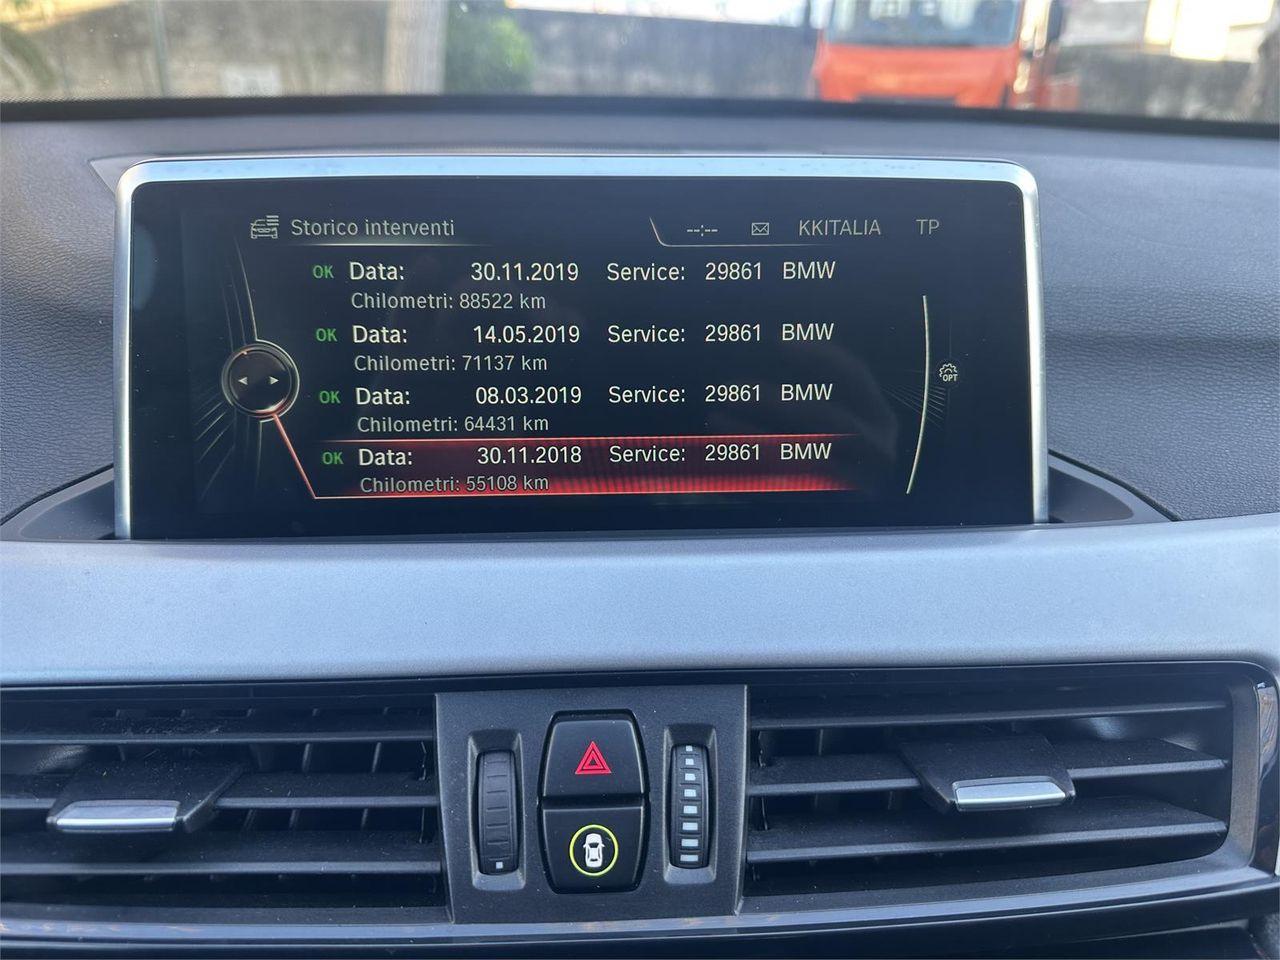 Storico interventi --:-- KKITALIA TP
OK Data: 30.11.2019 Service: 29861 BMW
Chilometri: 88522 km
OK Data: 14.05.2019 Service: 29861 BMW
Chilometri: 71137 km
OK Data: 08.03.2019 Service: 29861 BMW
Chilometri: 64431 km
OPT
OK Data: 30.11.2018 Service: 29861 BMW
Chilometri: 55108 km